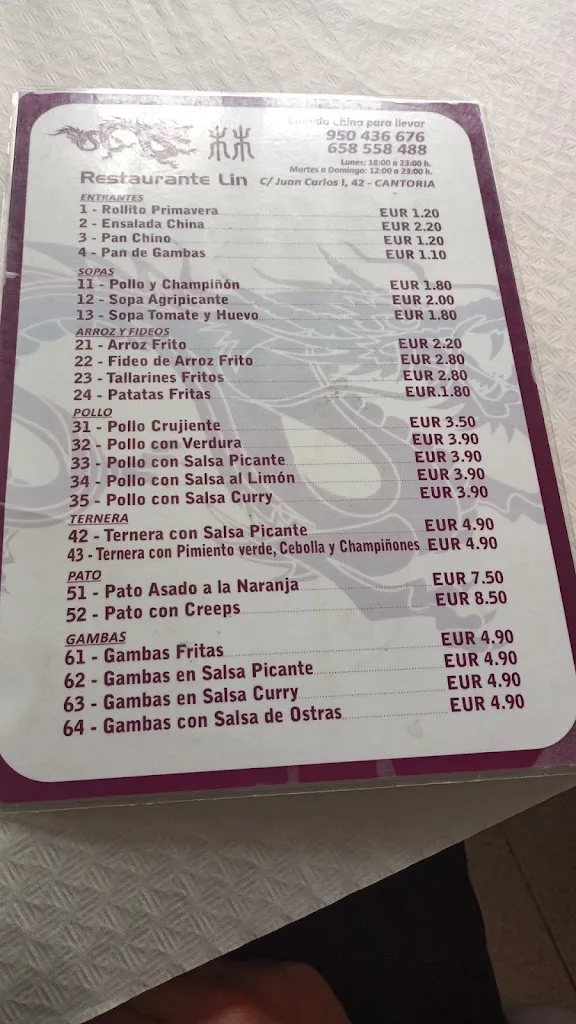 Comida China para llevar
950 436 676
658 558 488
Lunes: 18:00 a 23:00 h.
Martes a Domingo: 12:00 a 23:00 h.
林
Restaurante Lin C/ Juan Carlos I, 42 - CANTORIA
ENTRANTES
1 - Rollito Primavera EUR 1.20
2 - Ensalada China EUR 2.20
3 - Pan Chino EUR 1.20
4 - Pan de Gambas EUR 1.10
SOPAS
11 - Pollo y Champiñón EUR 1.80
12 - Sopa Agripicante EUR 2.00
13 - Sopa Tomate y Huevo EUR 1.80
ARROZ Y FIDEOS
21 - Arroz Frito EUR 2.20
22 - Fideo de Arroz Frito EUR 2.80
23 - Tallarines Fritos EUR 2.80
24 - Patatas Fritas EUR.1.80
POLLO
31 - Pollo Crujiente EUR 3.50
32 - Pollo con Verdura EUR 3.90
33 - Pollo con Salsa Picante EUR 3.90
34 - Pollo con Salsa al Limón EUR 3.90
35 - Pollo con Salsa Curry EUR 3.90
TERNERA
42 - Ternera con Salsa Picante EUR 4.90
43 - Ternera con Pimiento verde, Cebolla y Champiñones EUR 4.90
PATO
51 - Pato Asado a la Naranja EUR 7.50
52 - Pato con Creeps EUR 8.50
GAMBAS
61 - Gambas Fritas EUR 4.90
62 - Gambas en Salsa Picante EUR 4.90
63 - Gambas en Salsa Curry EUR 4.90
64 - Gambas con Salsa de Ostras EUR 4.90